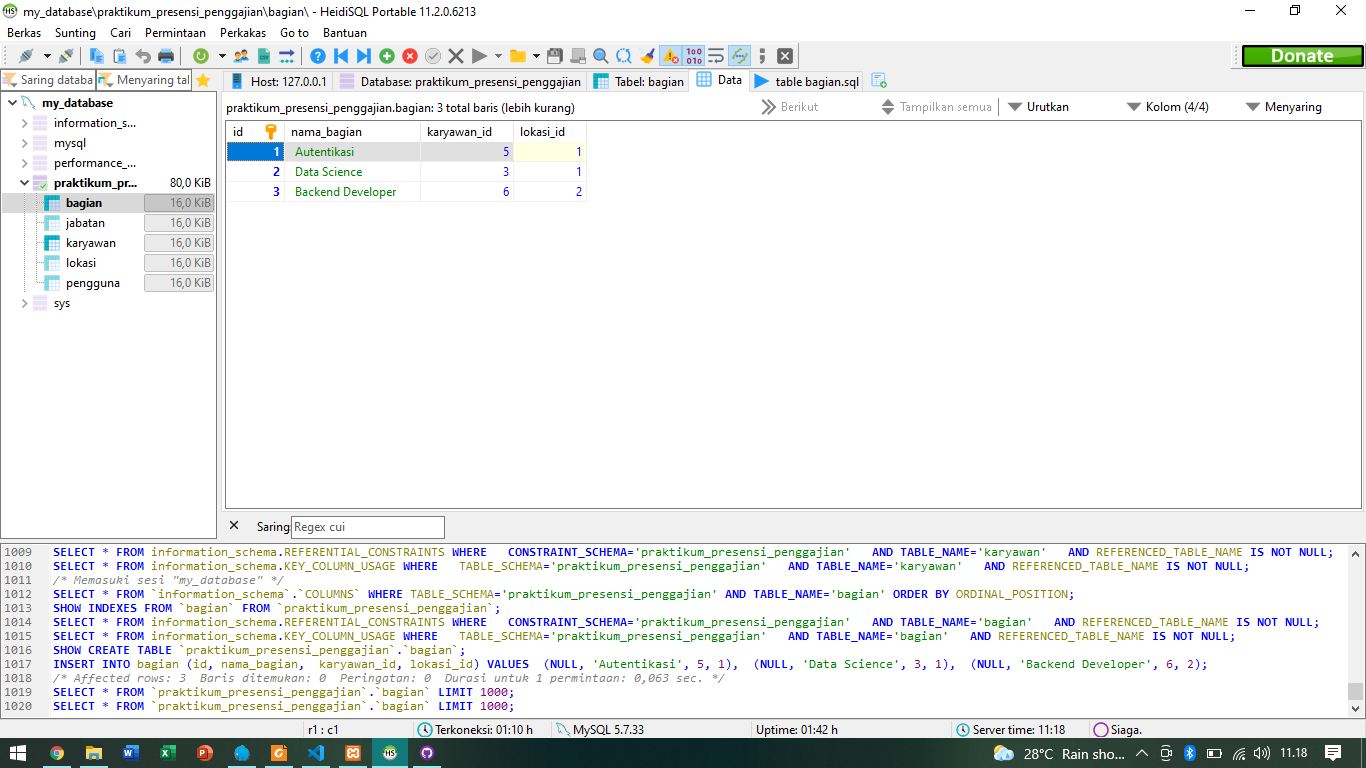 my_database\praktikum_presensi_penggajian\bagian\ - HeidiSQL Portable 11.2.0.6213
Berkas Sunting Cari Permintaan Perkakas Go to Bantuan
Donate
Saring databa Menyaring tal Host: 127.0.0.1 Database: praktikum_presensi_penggajian Tabel: bagian Data table bagian.sql
my_database
information_s...
mysql
performance_...
praktikum_pr... 80,0 KiB
bagian 16,0 KiB
jabatan 16,0 KiB
karyawan 16,0 KiB
lokasi 16,0 KiB
pengguna 16,0 KiB
sys
praktikum_presensi_penggajian.bagian: 3 total baris (lebih kurang) Berikut Tampilkan semua Urutkan Kolom (4/4) Menyaring
id nama_bagian karyawan_id lokasi_id
1 Autentikasi 5 1
2 Data Science 3 1
3 Backend Developer 6 2
Saring: Regex cui
1009 SELECT * FROM information_schema.REFERENTIAL_CONSTRAINTS WHERE CONSTRAINT_SCHEMA='praktikum_presensi_penggajian' AND TABLE_NAME='karyawan' AND REFERENCED_TABLE_NAME IS NOT NULL;
1010 SELECT * FROM information_schema.KEY_COLUMN_USAGE WHERE TABLE_SCHEMA='praktikum_presensi_penggajian' AND TABLE_NAME='karyawan' AND REFERENCED_TABLE_NAME IS NOT NULL;
1011 /* Memasuki sesi "my_database" */
1012 SELECT * FROM `information_schema`.`COLUMNS` WHERE TABLE_SCHEMA='praktikum_presensi_penggajian' AND TABLE_NAME='bagian' ORDER BY ORDINAL_POSITION;
1013 SHOW INDEXES FROM `bagian` FROM `praktikum_presensi_penggajian`;
1014 SELECT * FROM information_schema.REFERENTIAL_CONSTRAINTS WHERE CONSTRAINT_SCHEMA='praktikum_presensi_penggajian' AND TABLE_NAME='bagian' AND REFERENCED_TABLE_NAME IS NOT NULL;
1015 SELECT * FROM information_schema.KEY_COLUMN_USAGE WHERE TABLE_SCHEMA='praktikum_presensi_penggajian' AND TABLE_NAME='bagian' AND REFERENCED_TABLE_NAME IS NOT NULL;
1016 SHOW CREATE TABLE `praktikum_presensi_penggajian`.`bagian`;
1017 INSERT INTO bagian (id, nama_bagian, karyawan_id, lokasi_id) VALUES (NULL, 'Autentikasi', 5, 1), (NULL, 'Data Science', 3, 1), (NULL, 'Backend Developer', 6, 2);
1018 /* Affected rows: 3 Baris ditemukan: 0 Peringatan: 0 Durasi untuk 1 permintaan: 0,063 sec. */
1019 SELECT * FROM `praktikum_presensi_penggajian`.`bagian` LIMIT 1000;
1020 SELECT * FROM `praktikum_presensi_penggajian`.`bagian` LIMIT 1000;
r1 : c1 Terkoneksi: 01:10 h MySQL 5.7.33 Uptime: 01:42 h Server time: 11:18 Siaga.
28°C Rain sho... 11.18